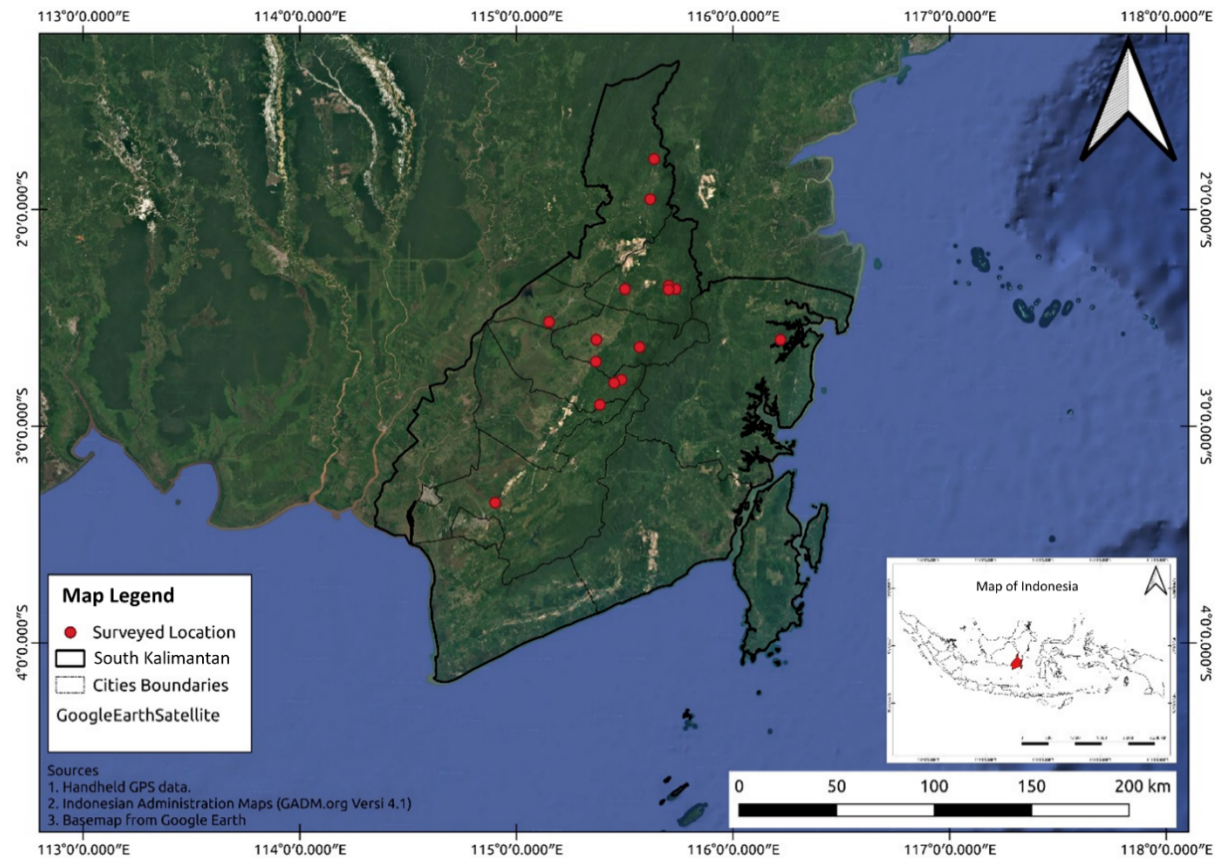 113°0′0.000″E 114°0′0.000″E 115°0′0.000″E 116°0′0.000″E 117°0′0.000″E 118°0′0.000″E
2°0′0.000″S 2°0′0.000″S
3°0′0.000″S 3°0′0.000″S
4°0′0.000″S 4°0′0.000″S
Map Legend
Surveyed Location
South Kalimantan
Cities Boundaries
GoogleEarthSatellite
Sources
1. Handheld GPS data.
2. Indonesian Administration Maps (GADM.org Versi 4.1)
3. Basemap from Google Earth
Map of Indonesia
0 50 100 150 200 km
113°0′0.000″E 114°0′0.000″E 115°0′0.000″E 116°0′0.000″E 117°0′0.000″E 118°0′0.000″E